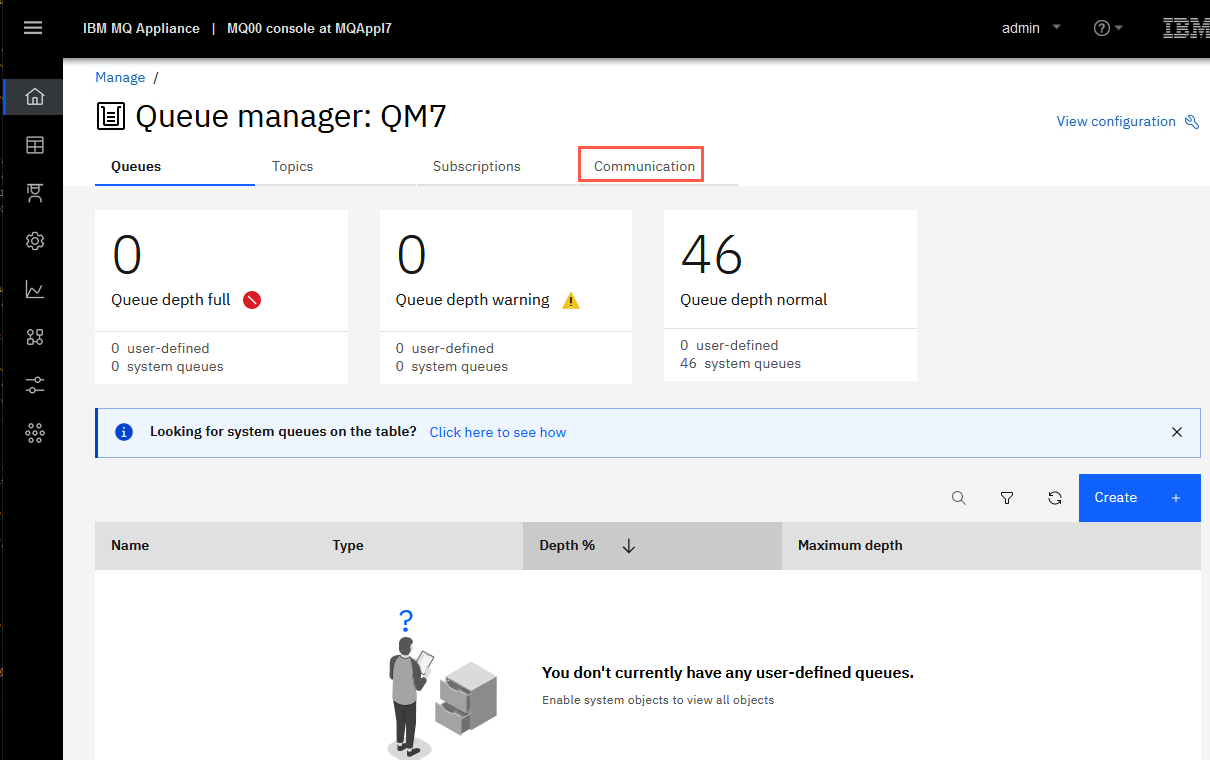 IBM MQ Appliance | MQ00 console at MQAppl7
admin
?
IBM
Manage /
Queue manager: QM7
View configuration
Queues Topics Subscriptions Communication
0 0 46
Queue depth full Queue depth warning Queue depth normal
0 user-defined 0 user-defined 0 user-defined
0 system queues 0 system queues 46 system queues
Looking for system queues on the table? Click here to see how
Create +
Name Type Depth % Maximum depth
?
You don't currently have any user-defined queues.
Enable system objects to view all objects